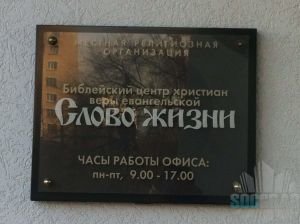 МЕСТНАЯ РЕЛИГИОЗНАЯ
ОРГАНИЗАЦИЯ
Библейский центр христиан
веры евангельской
СЛОВО ЖИЗНИ
ЧАСЫ РАБОТЫ ОФИСА:
пн-пт, 9.00 - 17.00